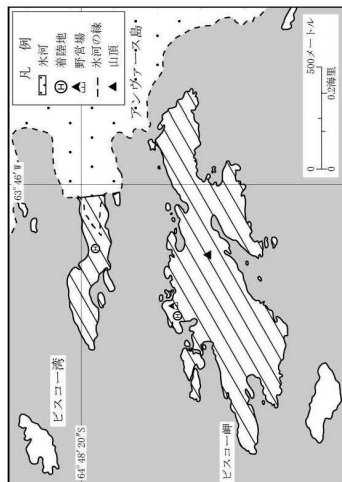 凡 例
氷河
Ⓗ 着陸地
野営場
氷河の縁
山頂
アンヴァース島
63°46′W
ビスコー湾
64°48′20″S
ビスコー岬
0 500メートル
0 0.2海里